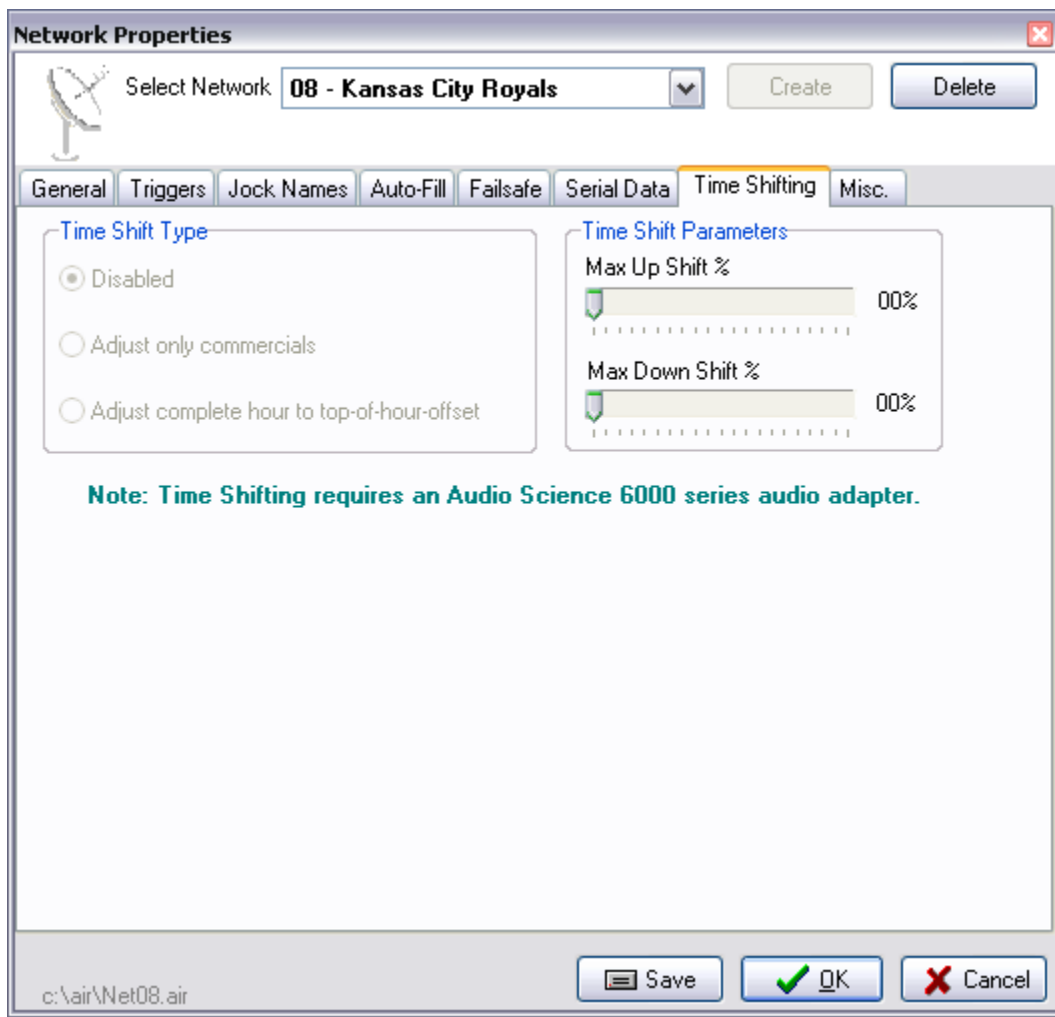 Network Properties
Select Network 08 - Kansas City Royals Create Delete
General Triggers Jock Names Auto-Fill Failsafe Serial Data Time Shifting Misc.
Time Shift Type
Disabled
Adjust only commercials
Adjust complete hour to top-of-hour-offset
Time Shift Parameters
Max Up Shift %
00%
Max Down Shift %
00%
Note: Time Shifting requires an Audio Science 6000 series audio adapter.
c:\air\Net08.air
Save OK Cancel